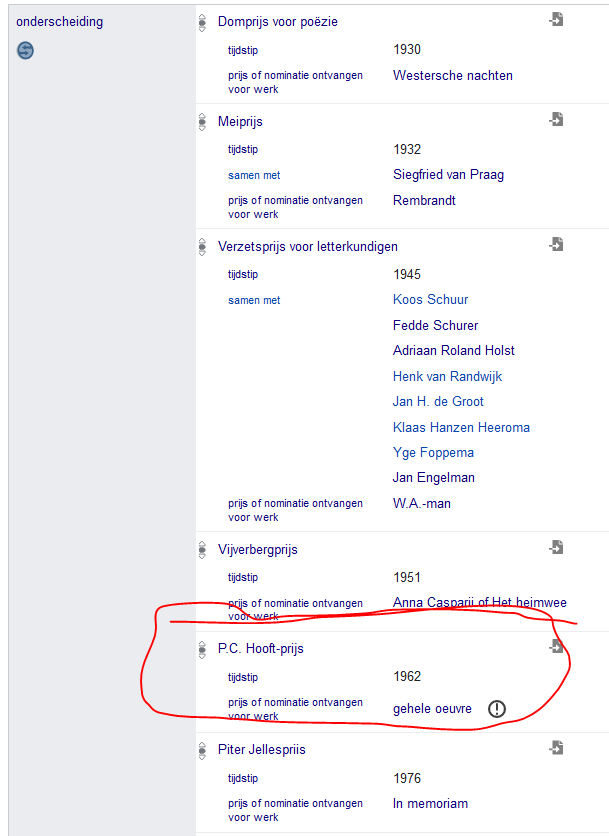 onderscheiding
Domprijs voor poëzie
tijdstip 1930
prijs of nominatie ontvangen voor werk Westersche nachten
Meiprijs
tijdstip 1932
samen met Siegfried van Praag
prijs of nominatie ontvangen voor werk Rembrandt
Verzetsprijs voor letterkundigen
tijdstip 1945
samen met Koos Schuur
Fedde Schurer
Adriaan Roland Holst
Henk van Randwijk
Jan H. de Groot
Klaas Hanzen Heeroma
Yge Foppema
Jan Engelman
prijs of nominatie ontvangen voor werk W.A.-man
Vijverbergprijs
tijdstip 1951
prijs of nominatie ontvangen voor werk Anna Casparij of Het heimwee
P.C. Hooft-prijs
tijdstip 1962
prijs of nominatie ontvangen voor werk gehele oeuvre
Piter Jellespriis
tijdstip 1976
prijs of nominatie ontvangen voor werk In memoriam